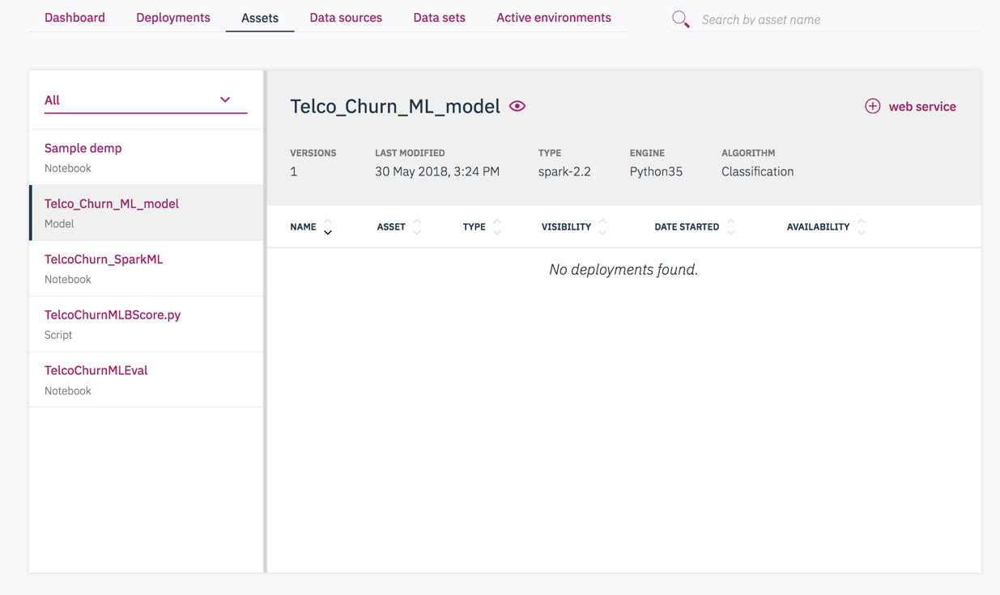 Dashboard Deployments Assets Data sources Data sets Active environments Search by asset name
All
Sample demp
Notebook
Telco_Churn_ML_model
Model
TelcoChurn_SparkML
Notebook
TelcoChurnMLBScore.py
Script
TelcoChurnMLEval
Notebook
Telco_Churn_ML_model web service
VERSIONS LAST MODIFIED TYPE ENGINE ALGORITHM
1 30 May 2018, 3:24 PM spark-2.2 Python35 Classification
NAME ASSET TYPE VISIBILITY DATE STARTED AVAILABILITY
No deployments found.